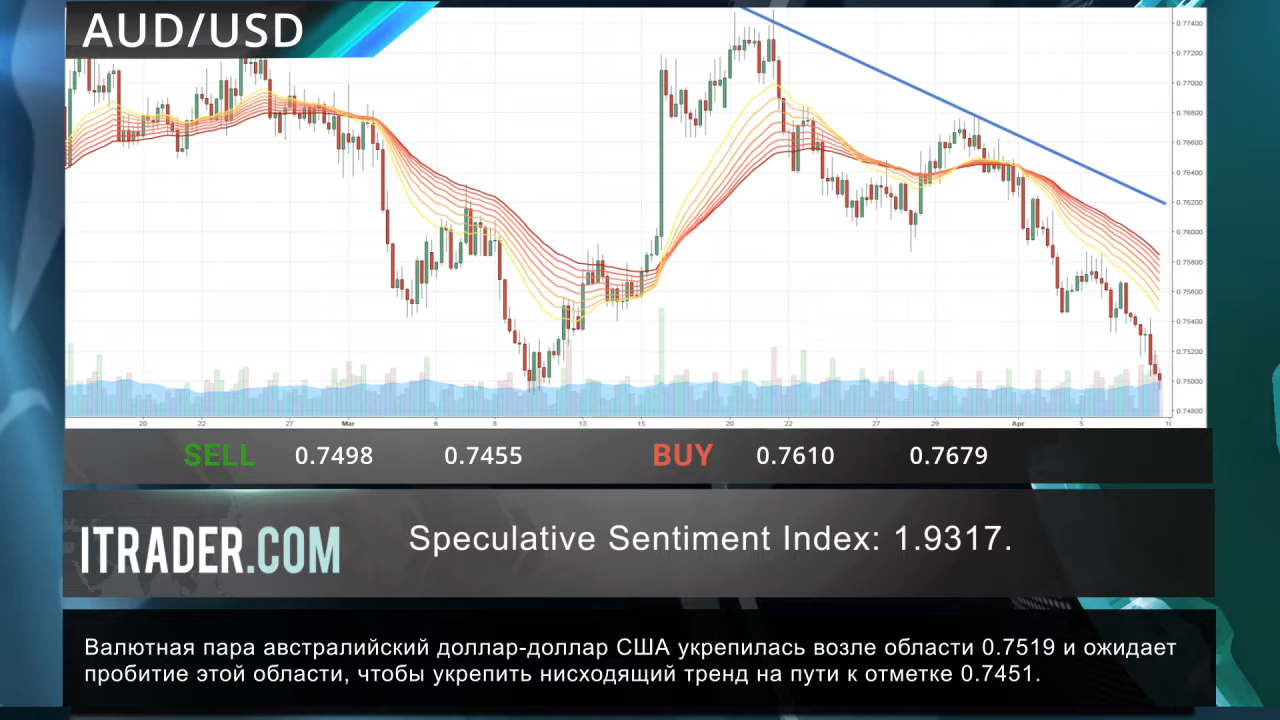 AUD/USD
0.77400
0.77200
0.77000
0.76800
0.76600
0.76400
0.76200
0.76000
0.75800
0.75600
0.75400
0.75200
0.75000
0.74800
20 22 27 Mar 6 8 13 15 20 22 27 29 Apr 5 10
SELL 0.7498 0.7455 BUY 0.7610 0.7679
ITRADER.COM
Speculative Sentiment Index: 1.9317.
Валютная пара австралийский доллар-доллар США укрепилась возле области 0.7519 и ожидает
пробитие этой области, чтобы укрепить нисходящий тренд на пути к отметке 0.7451.